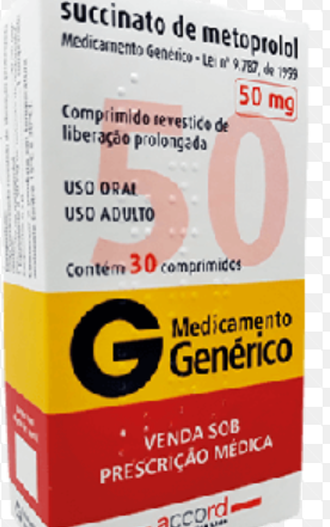 succinato de metoprolol
Medicamento Genérico - Lei nº 9.787, de 1999
50 mg
50
Comprimido revestido de
liberação prolongada
USO ORAL
USO ADULTO
Contém 30 comprimidos
G Medicamento
Genérico
VENDA SOB
PRESCRIÇÃO MÉDICA
accord